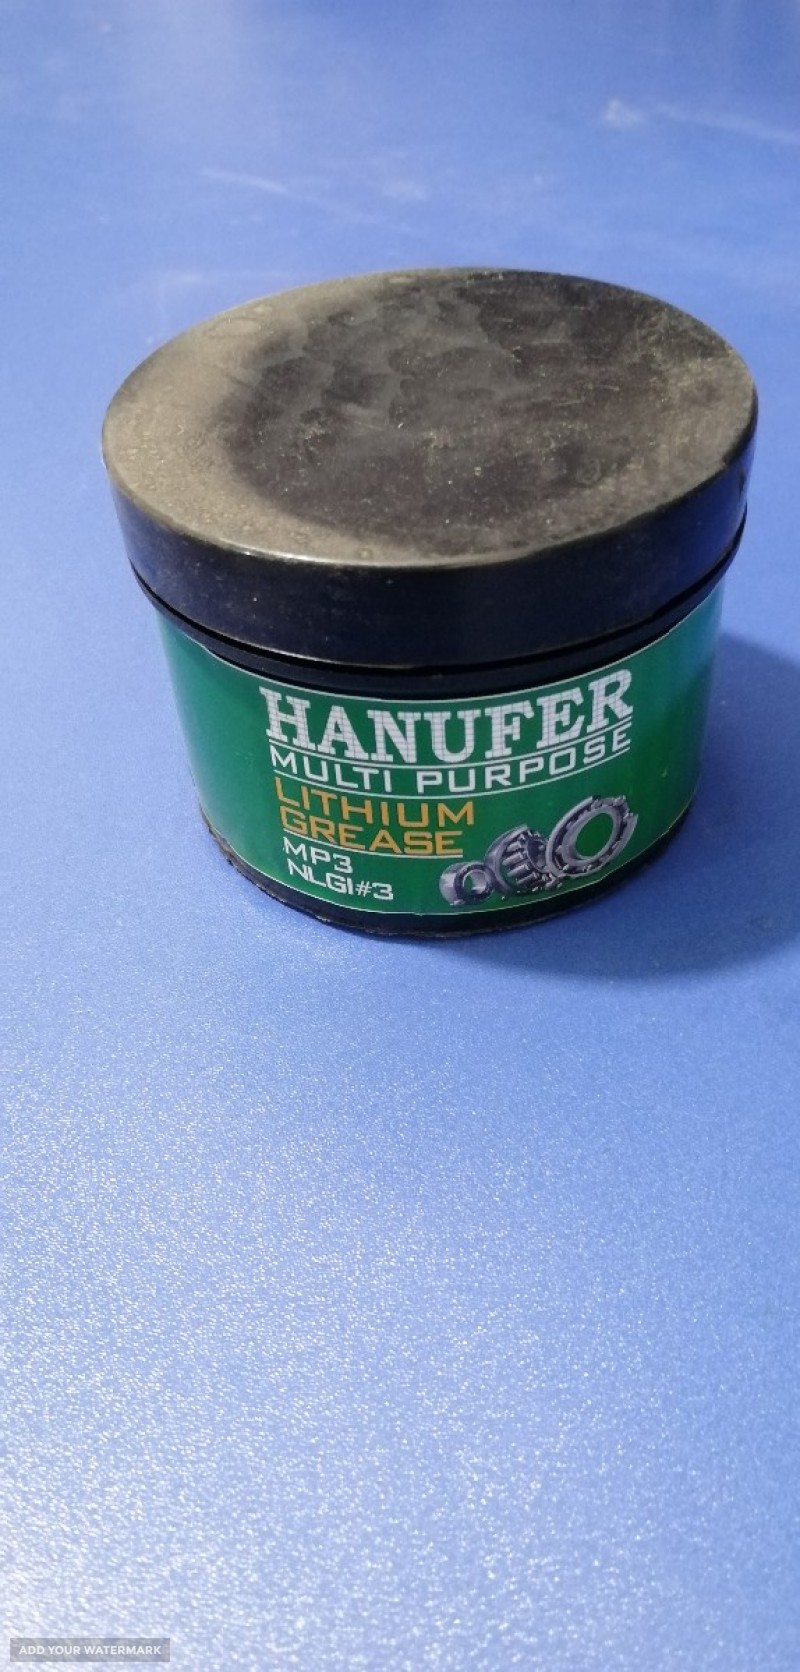 HANUFER
MULTI PURPOSE
LITHIUM
GREASE
MP3
NLGI#3
ADD YOUR WATERMARK